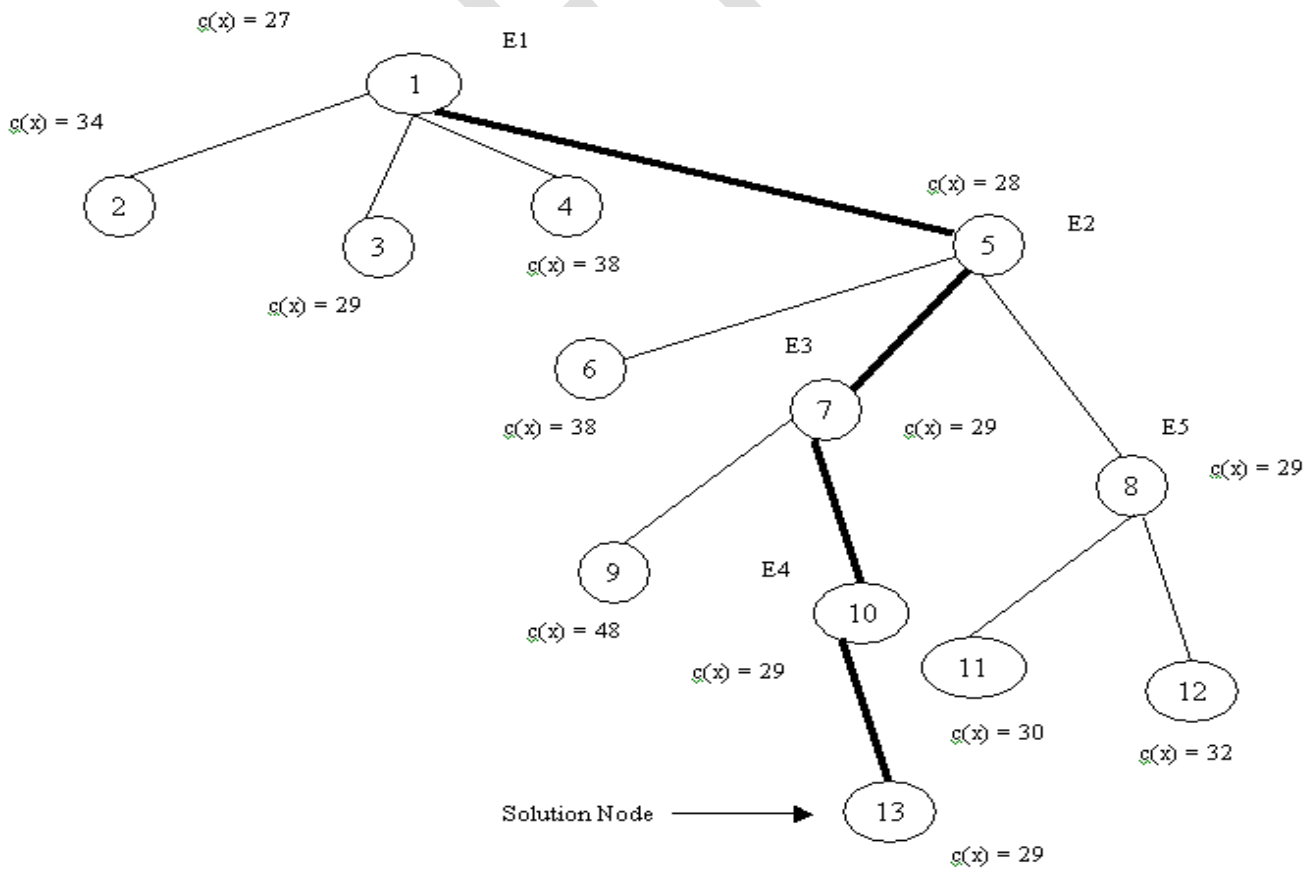 c(x) = 27
E1
1
c(x) = 34
2
3
4
c(x) = 29
c(x) = 38
c(x) = 28
5
E2
6
c(x) = 38
E3
7
c(x) = 29
E5
8
c(x) = 29
9
c(x) = 48
E4
10
c(x) = 29
11
c(x) = 30
12
c(x) = 32
Solution Node
13
c(x) = 29